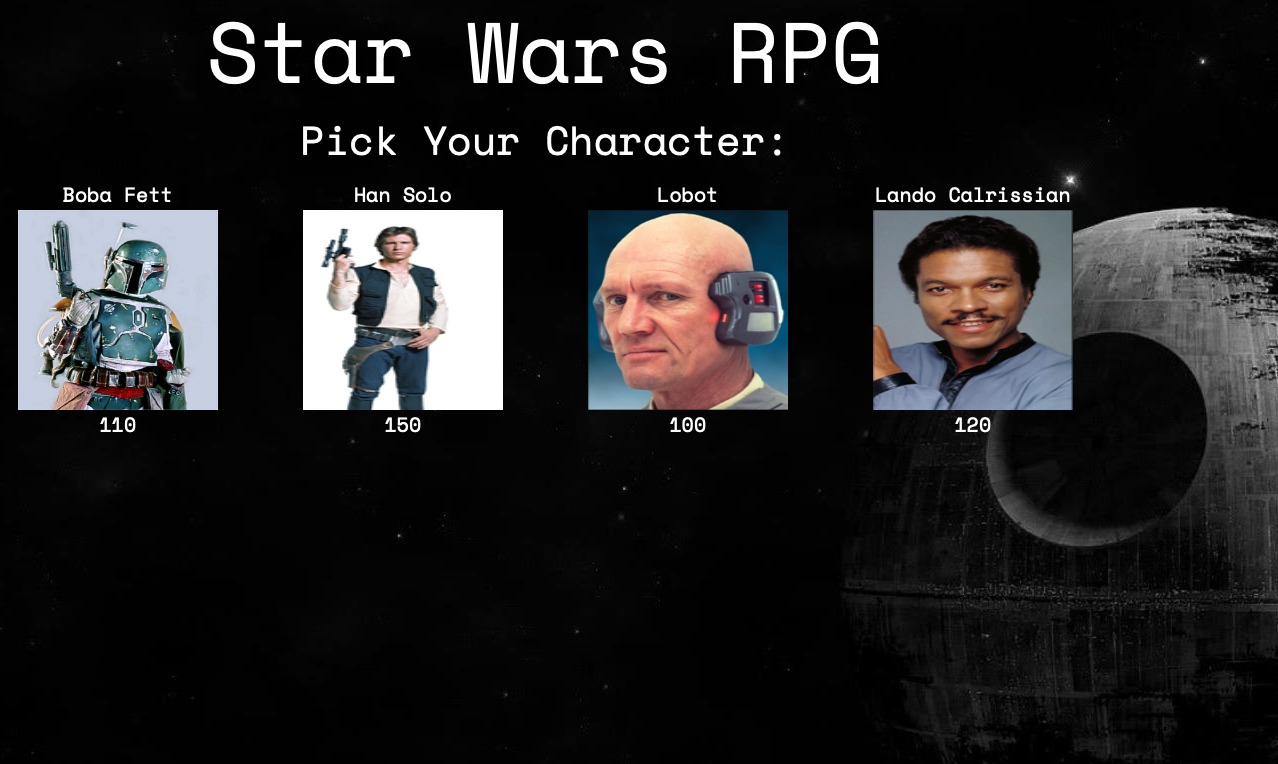 Star Wars RPG
Pick Your Character:
Boba Fett
Han Solo
Lobot
Lando Calrissian
110
150
100
120